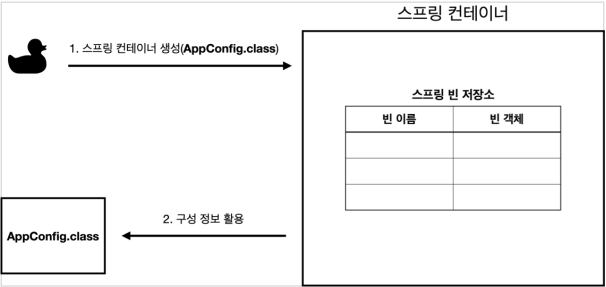 스프링 컨테이너
1. 스프링 컨테이너 생성(AppConfig.class)
스프링 빈 저장소
빈 이름
빈 객체
2. 구성 정보 활용
AppConfig.class